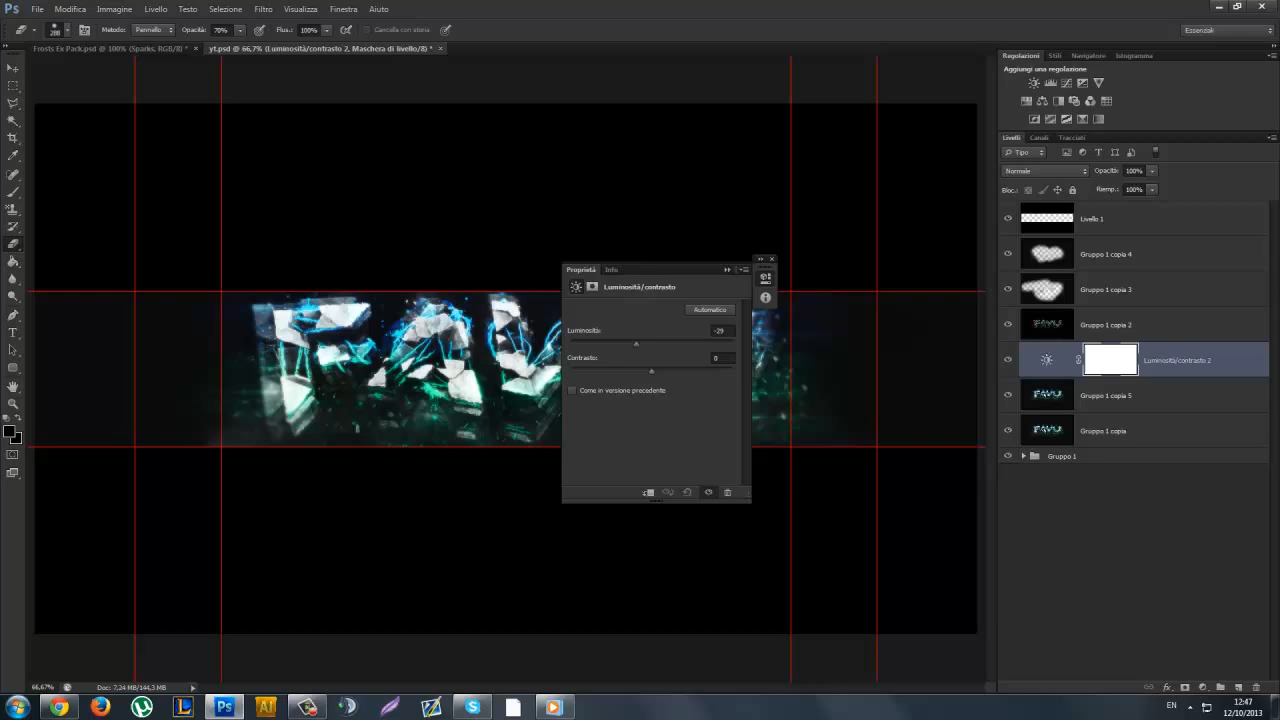 Ps File Modifica Immagine Livello Testo Selezione Filtro Visualizza Finestra Aiuto
288 Metodo: Pennello Opacità: 70% Flus.: 100% Cancella con storia Essenziali
Frosts Ex Pack.psd @ 100% (Sparks, RGB/8) * × yt.psd @ 66,7% (Luminosità/contrasto 2, Maschera di livello/8) * ×
Regolazioni Stili Navigatore Istogramma
Aggiungi una regolazione
Livelli Canali Tracciati
Tipo
Normale Opacità: 100%
Bloc.: Riemp.: 100%
Livello 1
Gruppo 1 copia 4
Gruppo 1 copia 3
Gruppo 1 copia 2
Luminosità/contrasto 2
Gruppo 1 copia 5
Gruppo 1 copia
Gruppo 1
Proprietà Info
Luminosità/contrasto
Automatico
Luminosità: -29
Contrasto: 0
Come in versione precedente
66,67% Doc: 7,24 MB/144,3 MB
EN 12:47
12/10/2013